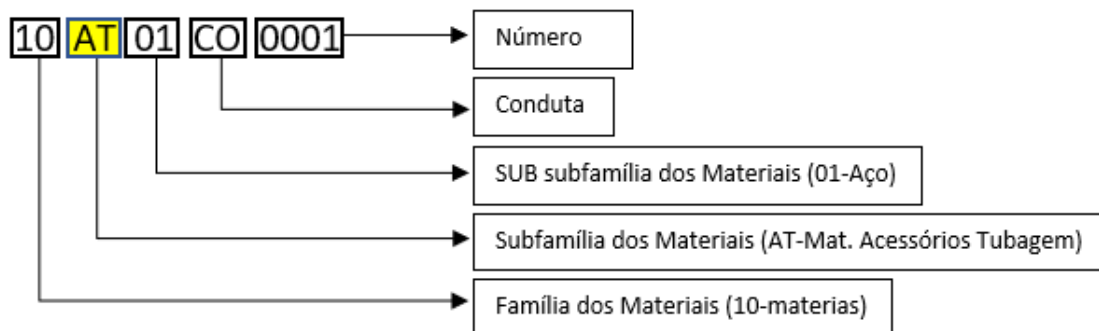 10 AT 01 CO 0001
Número
Conduta
SUB subfamília dos Materiais (01-Aço)
Subfamília dos Materiais (AT-Mat. Acessórios Tubagem)
Família dos Materiais (10-materias)